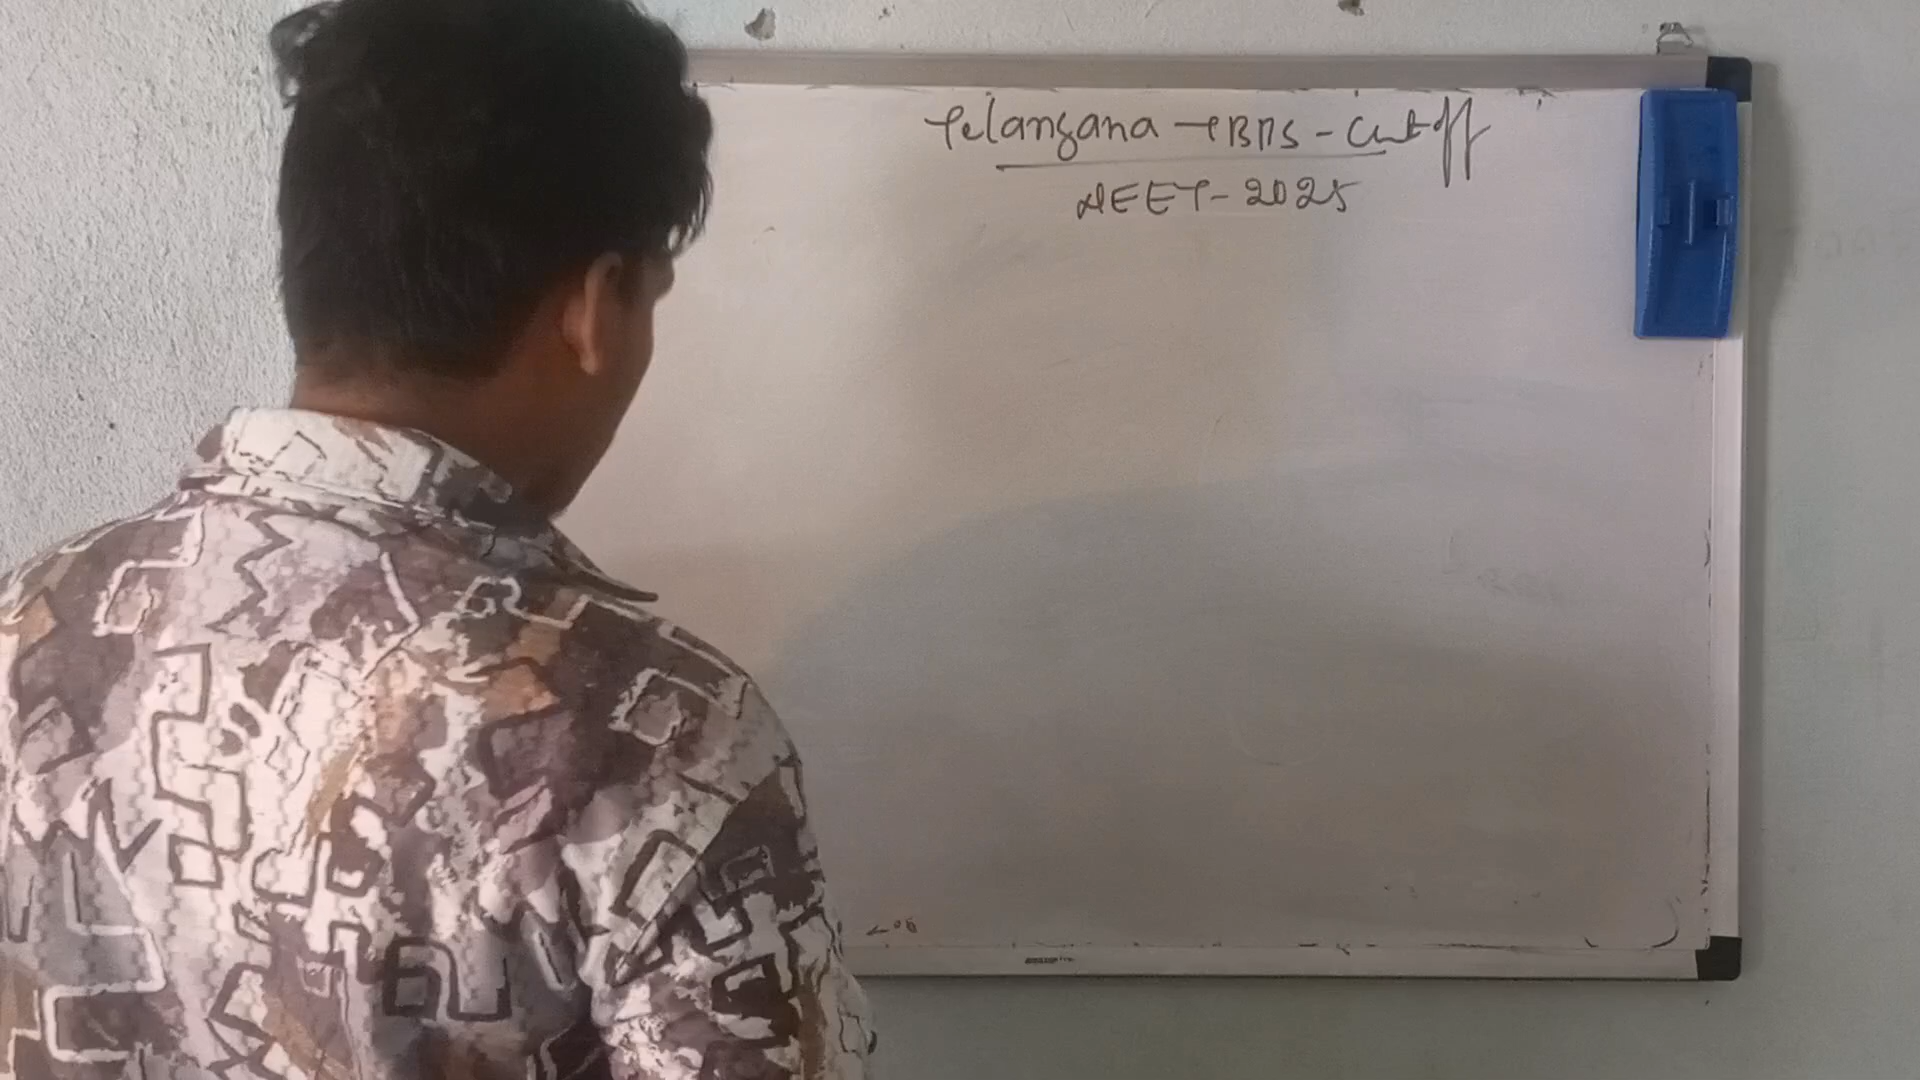 Telangana → BDS - Cutoff
NEET - 2025